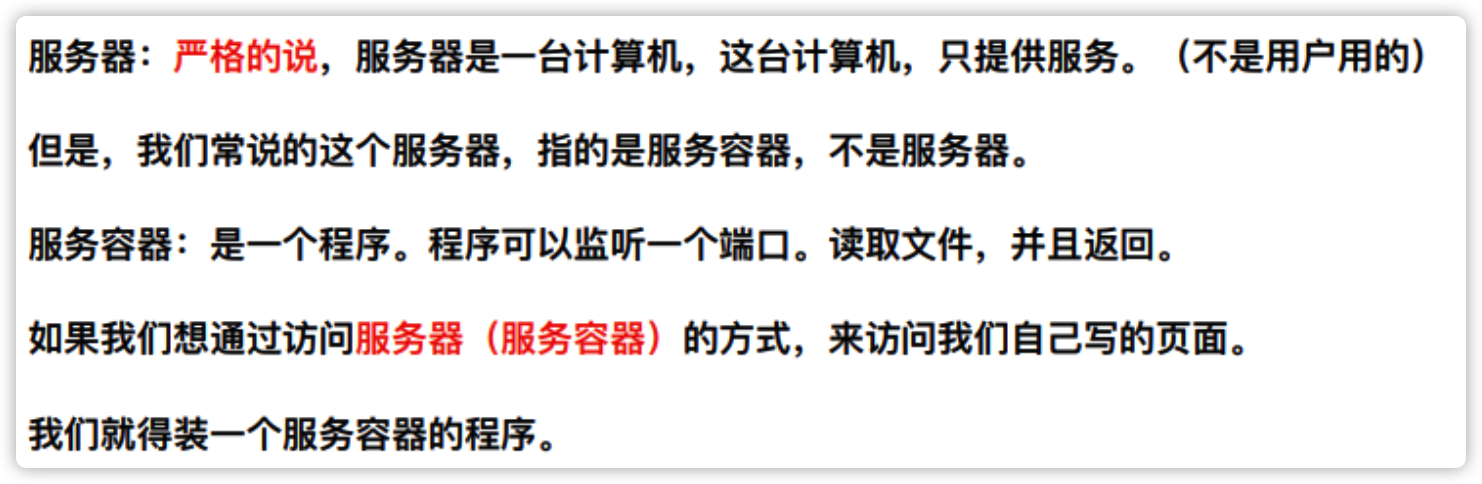 服务器：严格的说，服务器是一台计算机，这台计算机，只提供服务。（不是用户用的）
但是，我们常说的这个服务器，指的是服务容器，不是服务器。
服务容器：是一个程序。程序可以监听一个端口。读取文件，并且返回。
如果我们想通过访问服务器（服务容器）的方式，来访问我们自己写的页面。
我们就得装一个服务容器的程序。